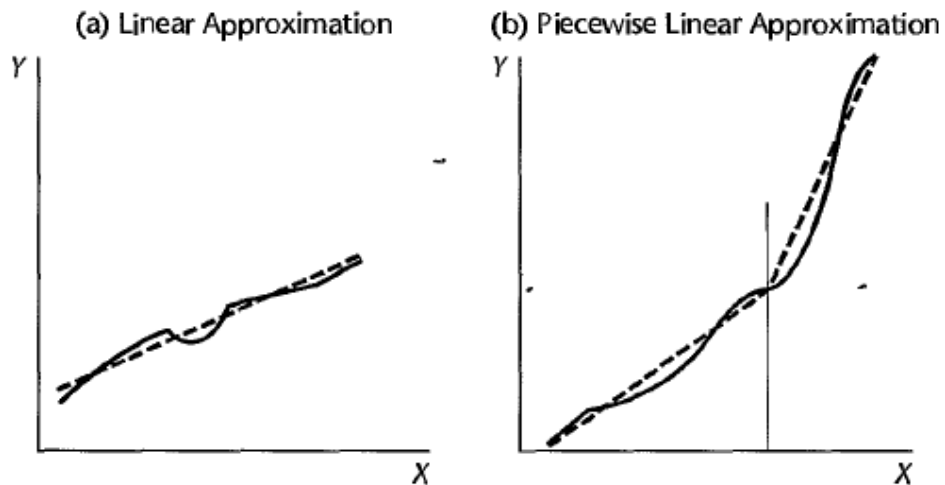 (a) Linear Approximation
(b) Piecewise Linear Approximation
Y
Y
X
X